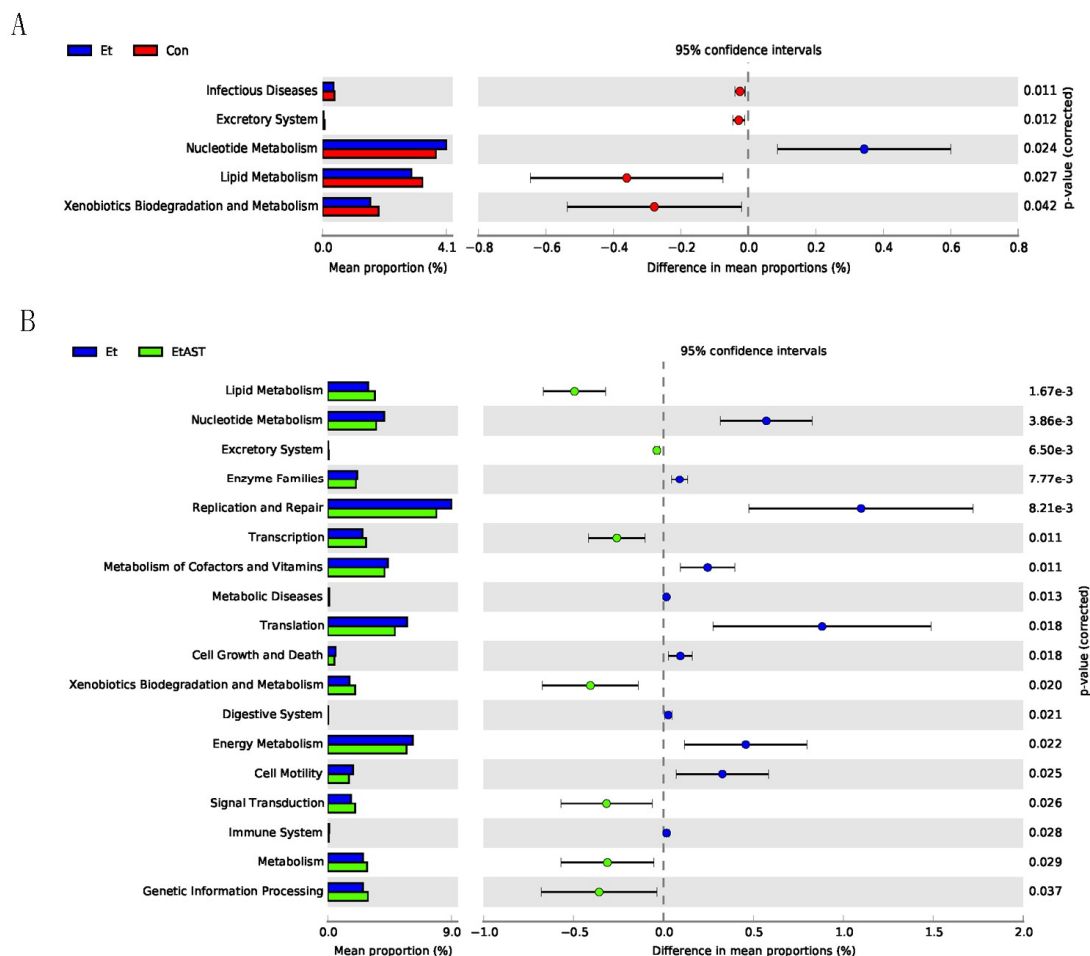 A
Et Con 95% confidence intervals
Infectious Diseases 0.011
Excretory System 0.012
Nucleotide Metabolism 0.024
Lipid Metabolism 0.027
Xenobiotics Biodegradation and Metabolism 0.042
p-value (corrected)
0.0 4.1 −0.8 −0.6 −0.4 −0.2 0.0 0.2 0.4 0.6 0.8
Mean proportion (%) Difference in mean proportions (%)
B
Et EtAST 95% confidence intervals
Lipid Metabolism 1.67e-3
Nucleotide Metabolism 3.86e-3
Excretory System 6.50e-3
Enzyme Families 7.77e-3
Replication and Repair 8.21e-3
Transcription 0.011
Metabolism of Cofactors and Vitamins 0.011
Metabolic Diseases 0.013
Translation 0.018
Cell Growth and Death 0.018
Xenobiotics Biodegradation and Metabolism 0.020
Digestive System 0.021
Energy Metabolism 0.022
Cell Motility 0.025
Signal Transduction 0.026
Immune System 0.028
Metabolism 0.029
Genetic Information Processing 0.037
p-value (corrected)
0.0 9.0 −1.0 −0.5 0.0 0.5 1.0 1.5 2.0
Mean proportion (%) Difference in mean proportions (%)